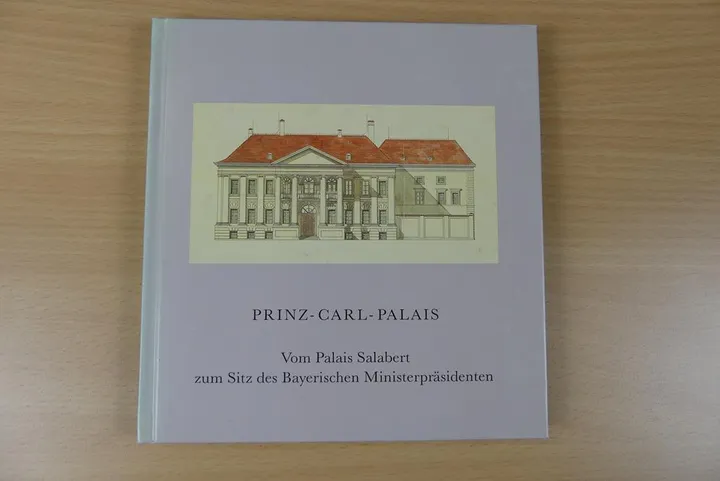 PRINZ-CARL-PALAIS
Vom Palais Salabert
zum Sitz des Bayerischen Ministerpräsidenten